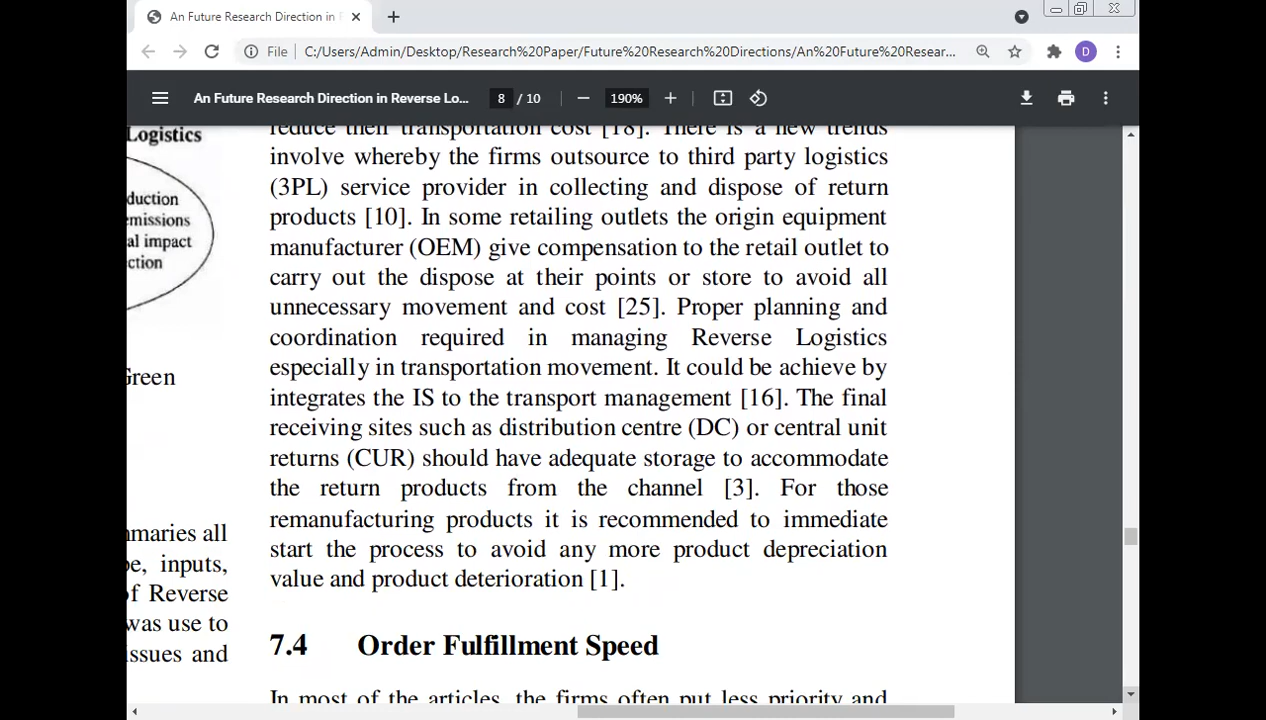 An Future Research Direction in
File C:/Users/Admin/Desktop/Research%20Paper/Future%20Research%20Directions/An%20Future%20Resear...
D
An Future Research Direction in Reverse Lo... 8 / 10 190%
Logistics
duction
emissions
al impact
ction
Green
mmaries all
pe, inputs,
of Reverse
was use to
issues and
reduce their transportation cost [18]. There is a new trends
involve whereby the firms outsource to third party logistics
(3PL) service provider in collecting and dispose of return
products [10]. In some retailing outlets the origin equipment
manufacturer (OEM) give compensation to the retail outlet to
carry out the dispose at their points or store to avoid all
unnecessary movement and cost [25]. Proper planning and
coordination required in managing Reverse Logistics
especially in transportation movement. It could be achieve by
integrates the IS to the transport management [16]. The final
receiving sites such as distribution centre (DC) or central unit
returns (CUR) should have adequate storage to accommodate
the return products from the channel [3]. For those
remanufacturing products it is recommended to immediate
start the process to avoid any more product depreciation
value and product deterioration [1].
7.4 Order Fulfillment Speed
In most of the articles, the firms often put less priority and